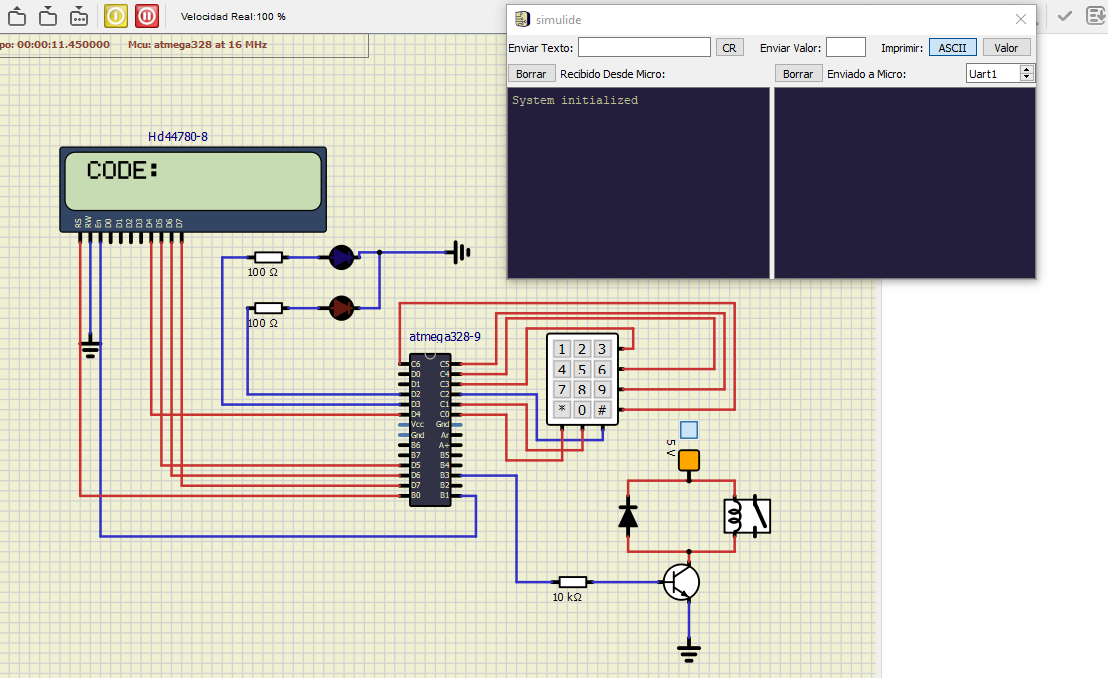 Velocidad Real:100 %
po: 00:00:11.450000 Mcu: atmega328 at 16 MHz
simulide
Enviar Texto: CR Enviar Valor: Imprimir: ASCII Valor
Borrar Recibido Desde Micro: Borrar Enviado a Micro: Uart1
System initialized
Hd44780-8
CODE:
RS RW En D0 D1 D2 D3 D4 D5 D6 D7
100 Ω
100 Ω
atmega328-9
C6 C5
D0 C4
D1 C3
D2 C2
D3 C1
D4 C0
Vcc Gnd
Gnd Ar
B6 A+
B7 B5
D5 B4
D6 B3
D7 B2
B0 B1
1 2 3
4 5 6
7 8 9
* 0 #
5 V
10 kΩ